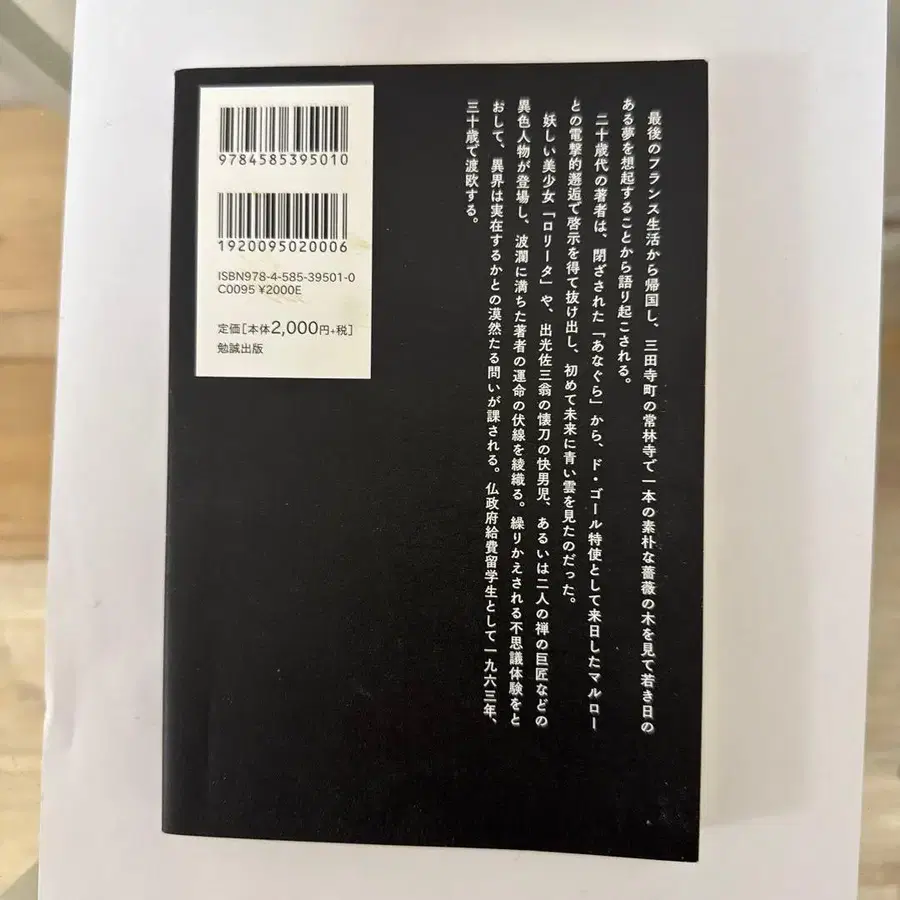 最後のフランス生活から帰国し、三田寺町の常林寺で一本の素朴な薔薇の木を見て若き日の
ある夢を想起することから語り起こされる。
二十歳代の著者は、閉ざされた「あなぐら」から、ド・ゴール特使として来日したマルロー
との電撃的邂逅で啓示を得て抜け出し、初めて未来に青い雲を見たのだった。
妖しい美少女「ロリータ」や、出光佐三翁の懐刀の快男児、あるいは二人の禅の巨匠などの
異色人物が登場し、波瀾に満ちた著者の運命の伏線を綾織る。繰りかえされる不思議体験をと
おして、異界は実在するかとの漠然たる問いが課される。仏政府給費留学生として一九六三年、
三十歳で渡欧する。
9784585395010
1920095020006
ISBN978-4-585-39501-0
C0095 ¥2000E
定価[本体2,000円+税]
勉誠出版